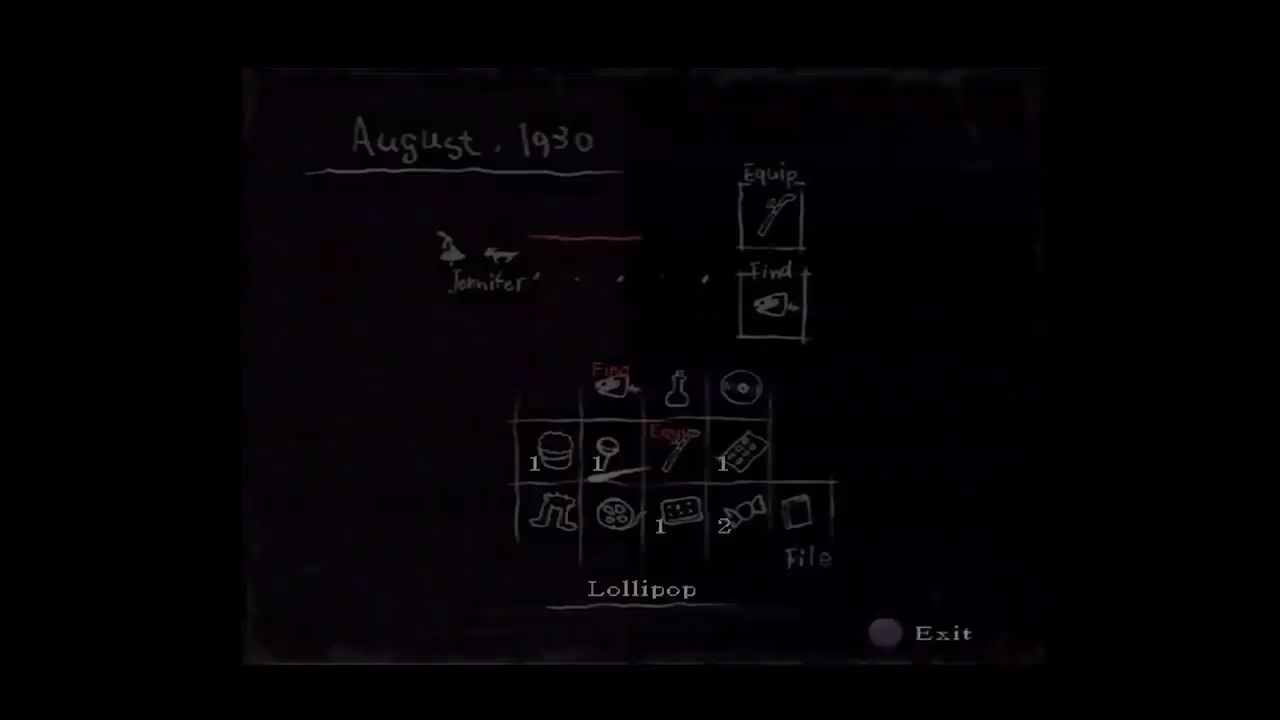 August. 1930
Equip
Jennifer
Find
Find
Equip
1 1 1
1 2
File
Lollipop
Exit